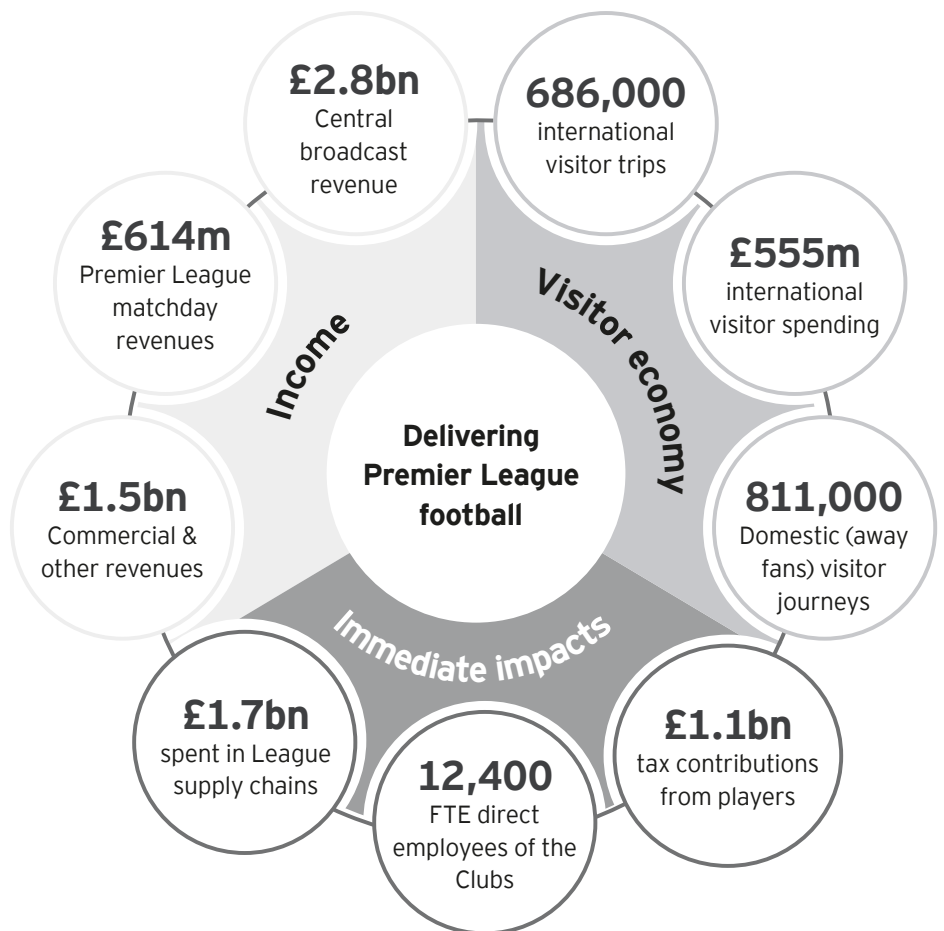 £2.8bn
Central
broadcast
revenue
686,000
international
visitor trips
£614m
Premier League
matchday
revenues
£555m
international
visitor spending
Income
Visitor economy
Delivering
Premier League
football
£1.5bn
Commercial &
other revenues
811,000
Domestic (away
fans) visitor
journeys
Immediate impacts
£1.7bn
spent in League
supply chains
12,400
FTE direct
employees of the
Clubs
£1.1bn
tax contributions
from players